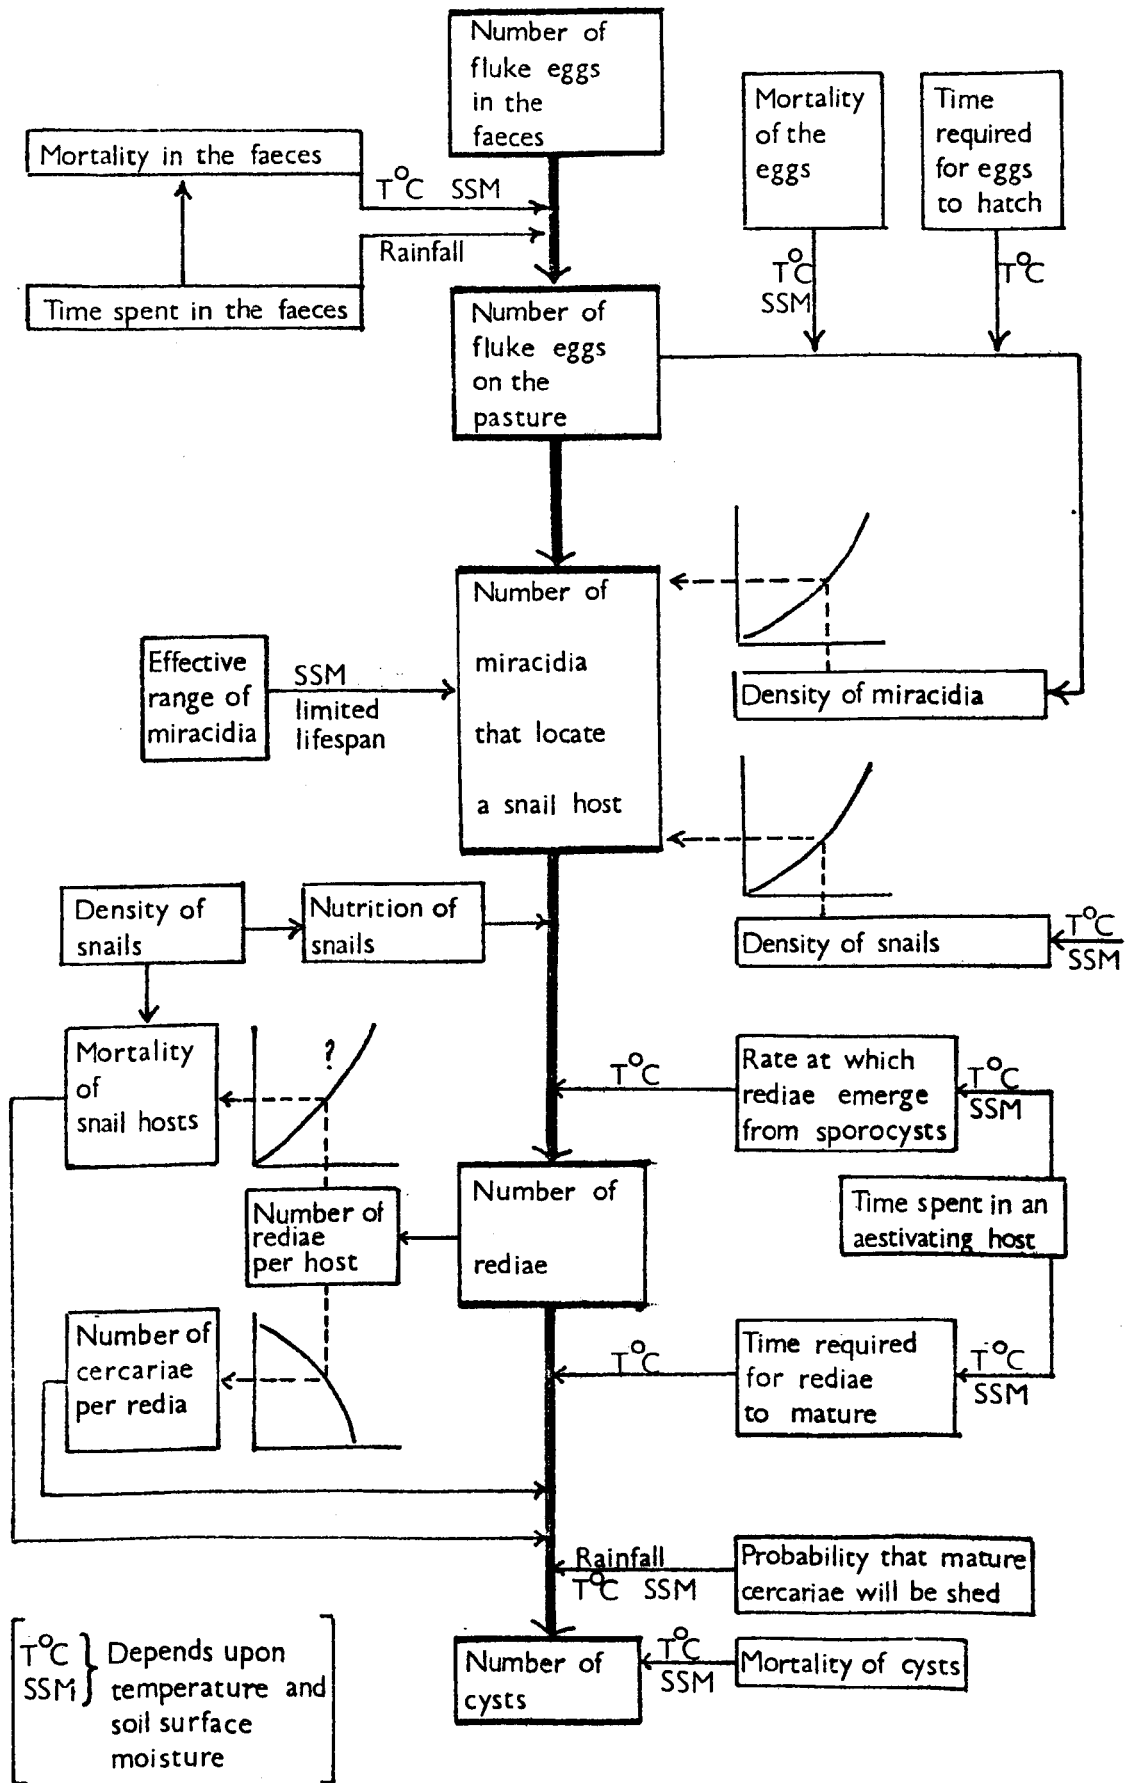 Number of
fluke eggs
in the
faeces
Mortality
of the
eggs
Time
required
for eggs
to hatch
Mortality in the faeces
T°C SSM
Rainfall
Time spent in the faeces
T°C
SSM
T°C
Number of
fluke eggs
on the
pasture
Number of
miracidia
that locate
a snail host
Effective
range of
miracidia
SSM
limited
lifespan
Density of miracidia
Density of snails
T°C
SSM
Density of
snails
Nutrition of
snails
Mortality
of
snail hosts
?
T°C
Rate at which
rediae emerge
from sporocysts
T°C
SSM
Number of
rediae
Number of
rediae
per host
Time spent in an
aestivating host
Number of
cercariae
per redia
T°C
Time required
for rediae
to mature
T°C
SSM
Rainfall
T°C SSM
Probability that mature
cercariae will be shed
Number of
cysts
T°C
SSM
Mortality of cysts
[T°C
SSM} Depends upon
temperature and
soil surface
moisture]